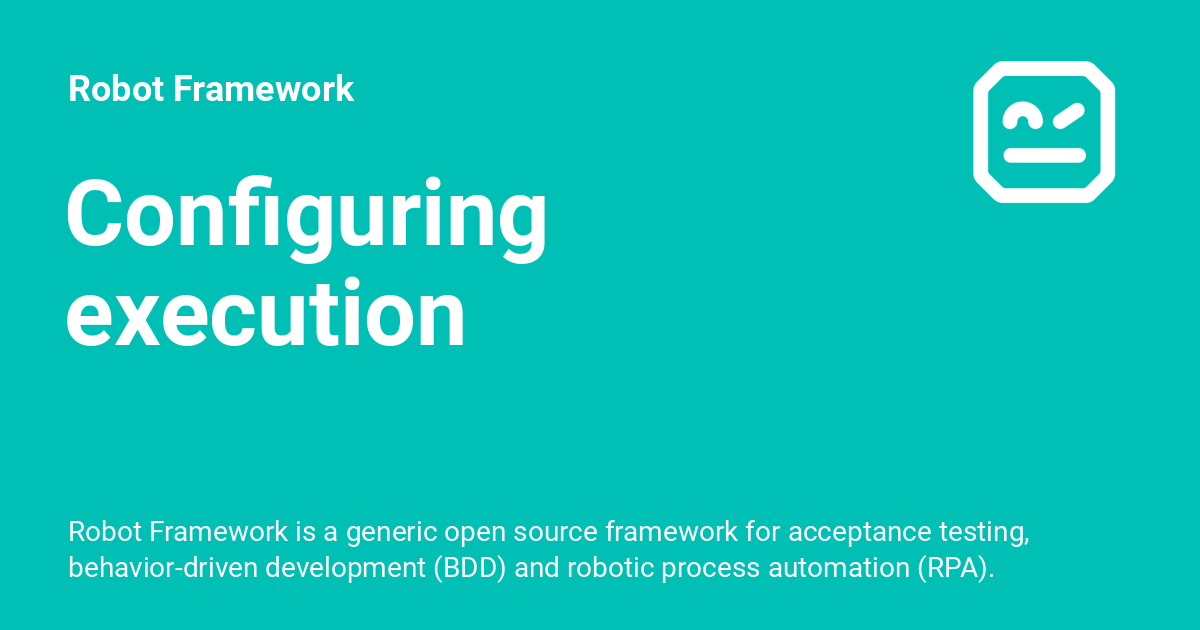 Robot Framework
Configuring
execution
Robot Framework is a generic open source framework for acceptance testing,
behavior-driven development (BDD) and robotic process automation (RPA).